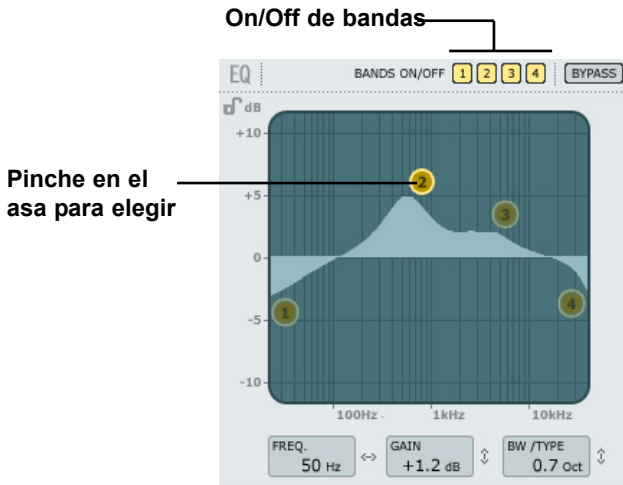 On/Off de bandas
EQ BANDS ON/OFF 1 2 3 4 BYPASS
dB
+10
Pinche en el
asa para elegir
+5
2
3
0
1
4
-5
-10
100Hz 1kHz 10kHz
FREQ. GAIN BW /TYPE
50 Hz +1.2 dB 0.7 Oct